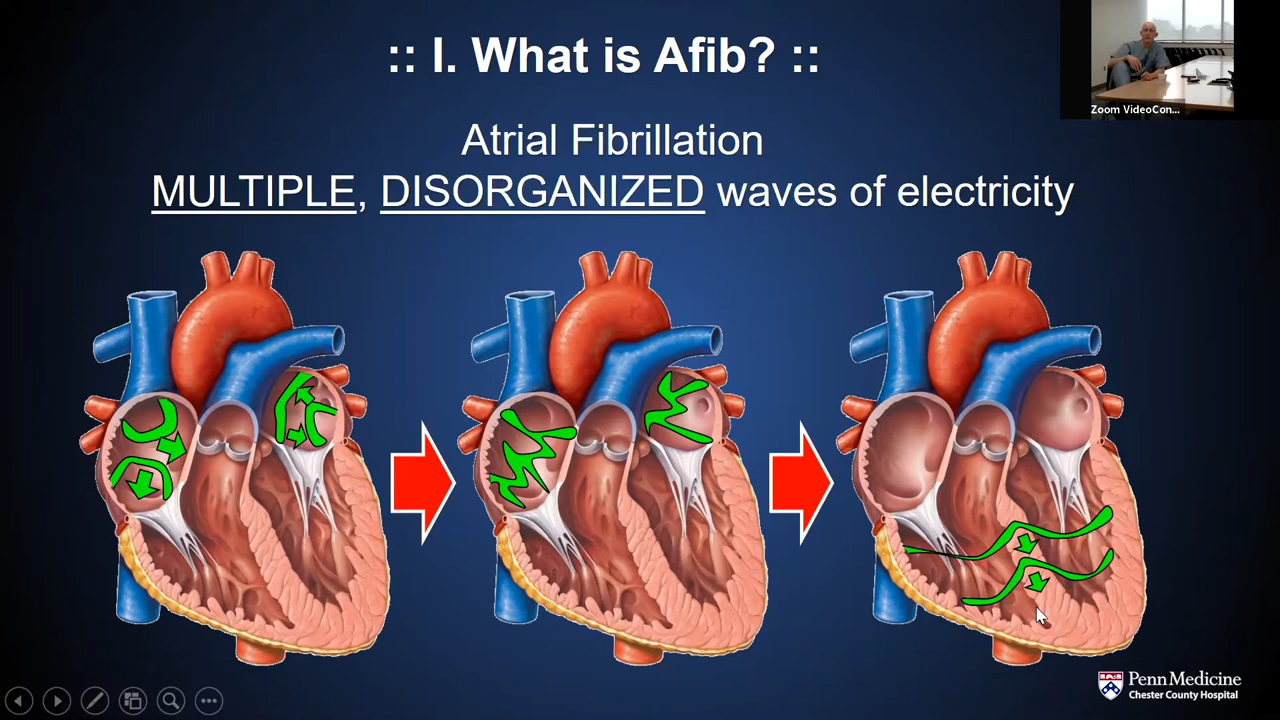 :: I. What is Afib? ::
Zoom VideoCon...
Atrial Fibrillation
MULTIPLE, DISORGANIZED waves of electricity
Penn Medicine
Chester County Hospital